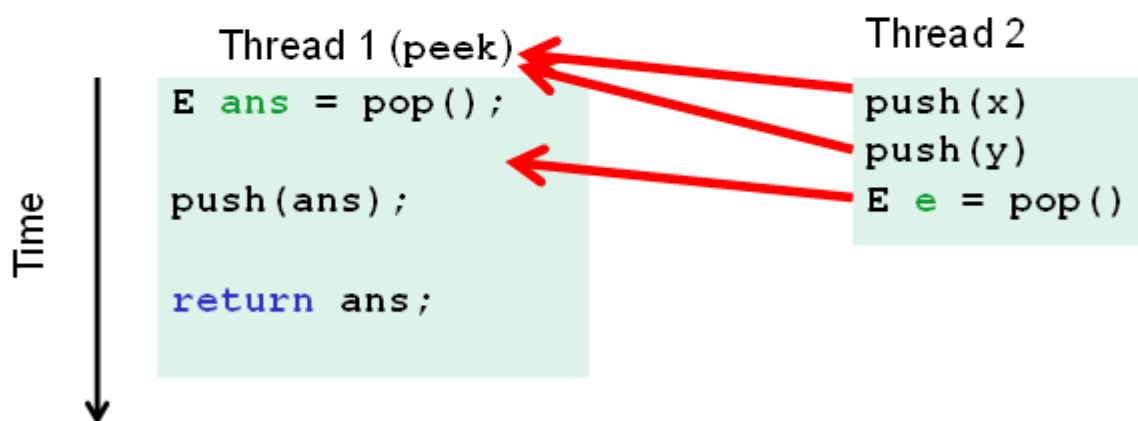 Thread 1 (peek)
E ans = pop();
push(ans);
return ans;
Thread 2
push(x)
push(y)
E e = pop()
Time